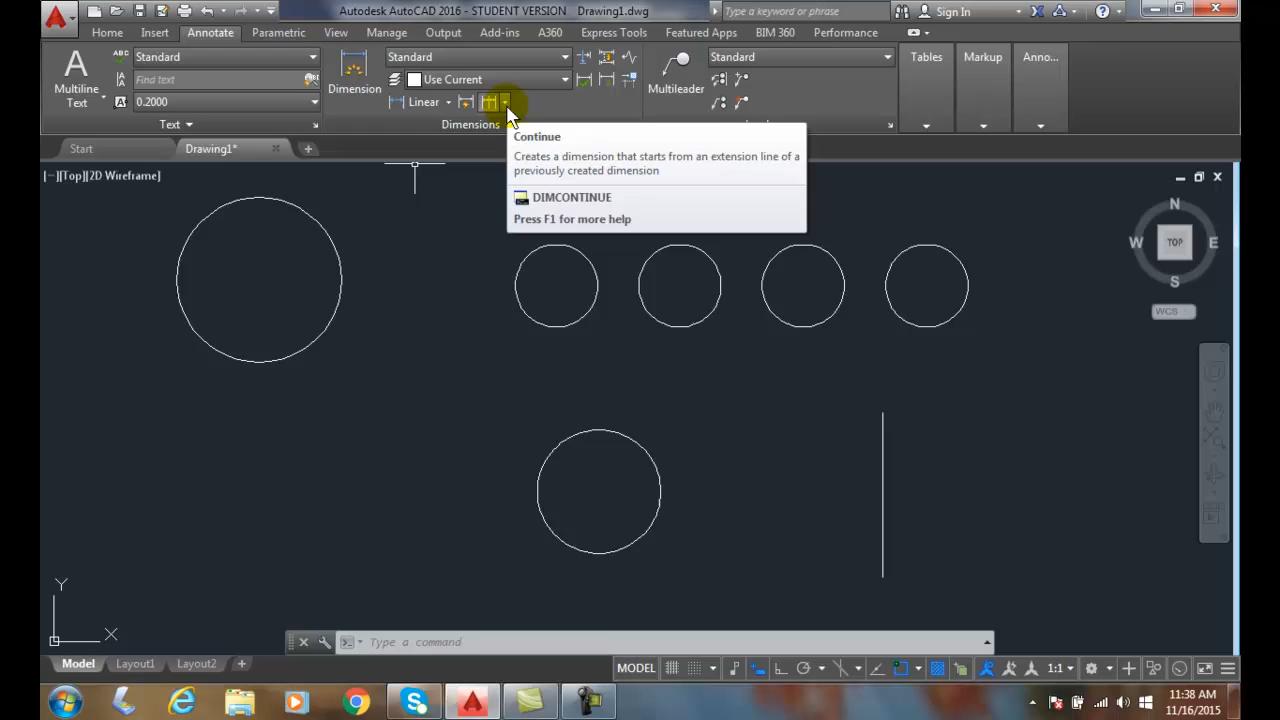 Autodesk AutoCAD 2016 - STUDENT VERSION Drawing1.dwg
Type a keyword or phrase
Sign In
Home Insert Annotate Parametric View Manage Output Add-ins A360 Express Tools Featured Apps BIM 360 Performance
Multiline
Text
Standard
Find text
0.2000
Text
Dimension
Standard
Use Current
Linear
Dimensions
Multileader
Standard
Tables
Markup
Anno...
Start
Drawing1*
[−][Top][2D Wireframe]
Continue
Creates a dimension that starts from an extension line of a
previously created dimension
DIMCONTINUE
Press F1 for more help
N
W TOP E
S
WCS
Y
X
Type a command
Model Layout1 Layout2
MODEL
1:1
11:38 AM
11/16/2015